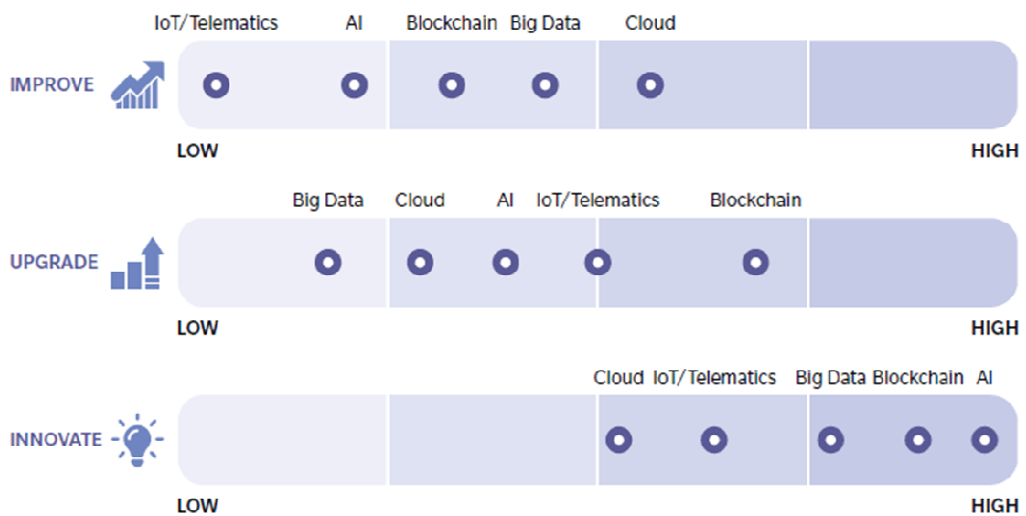 IoT/Telematics AI Blockchain Big Data Cloud
IMPROVE
LOW HIGH
Big Data Cloud AI IoT/Telematics Blockchain
UPGRADE
LOW HIGH
Cloud IoT/Telematics Big Data Blockchain AI
INNOVATE
LOW HIGH